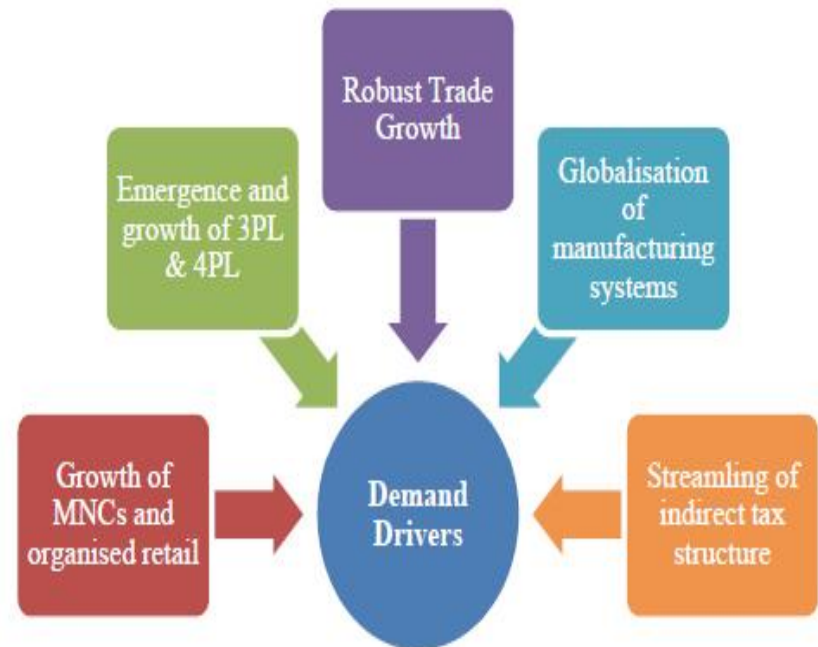 Robust Trade
Growth
Emergence and
growth of 3PL
& 4PL
Globalisation
of
manufacturing
systems
Growth of
MNCs and
organised retail
Demand
Drivers
Streamling of
indirect tax
structure